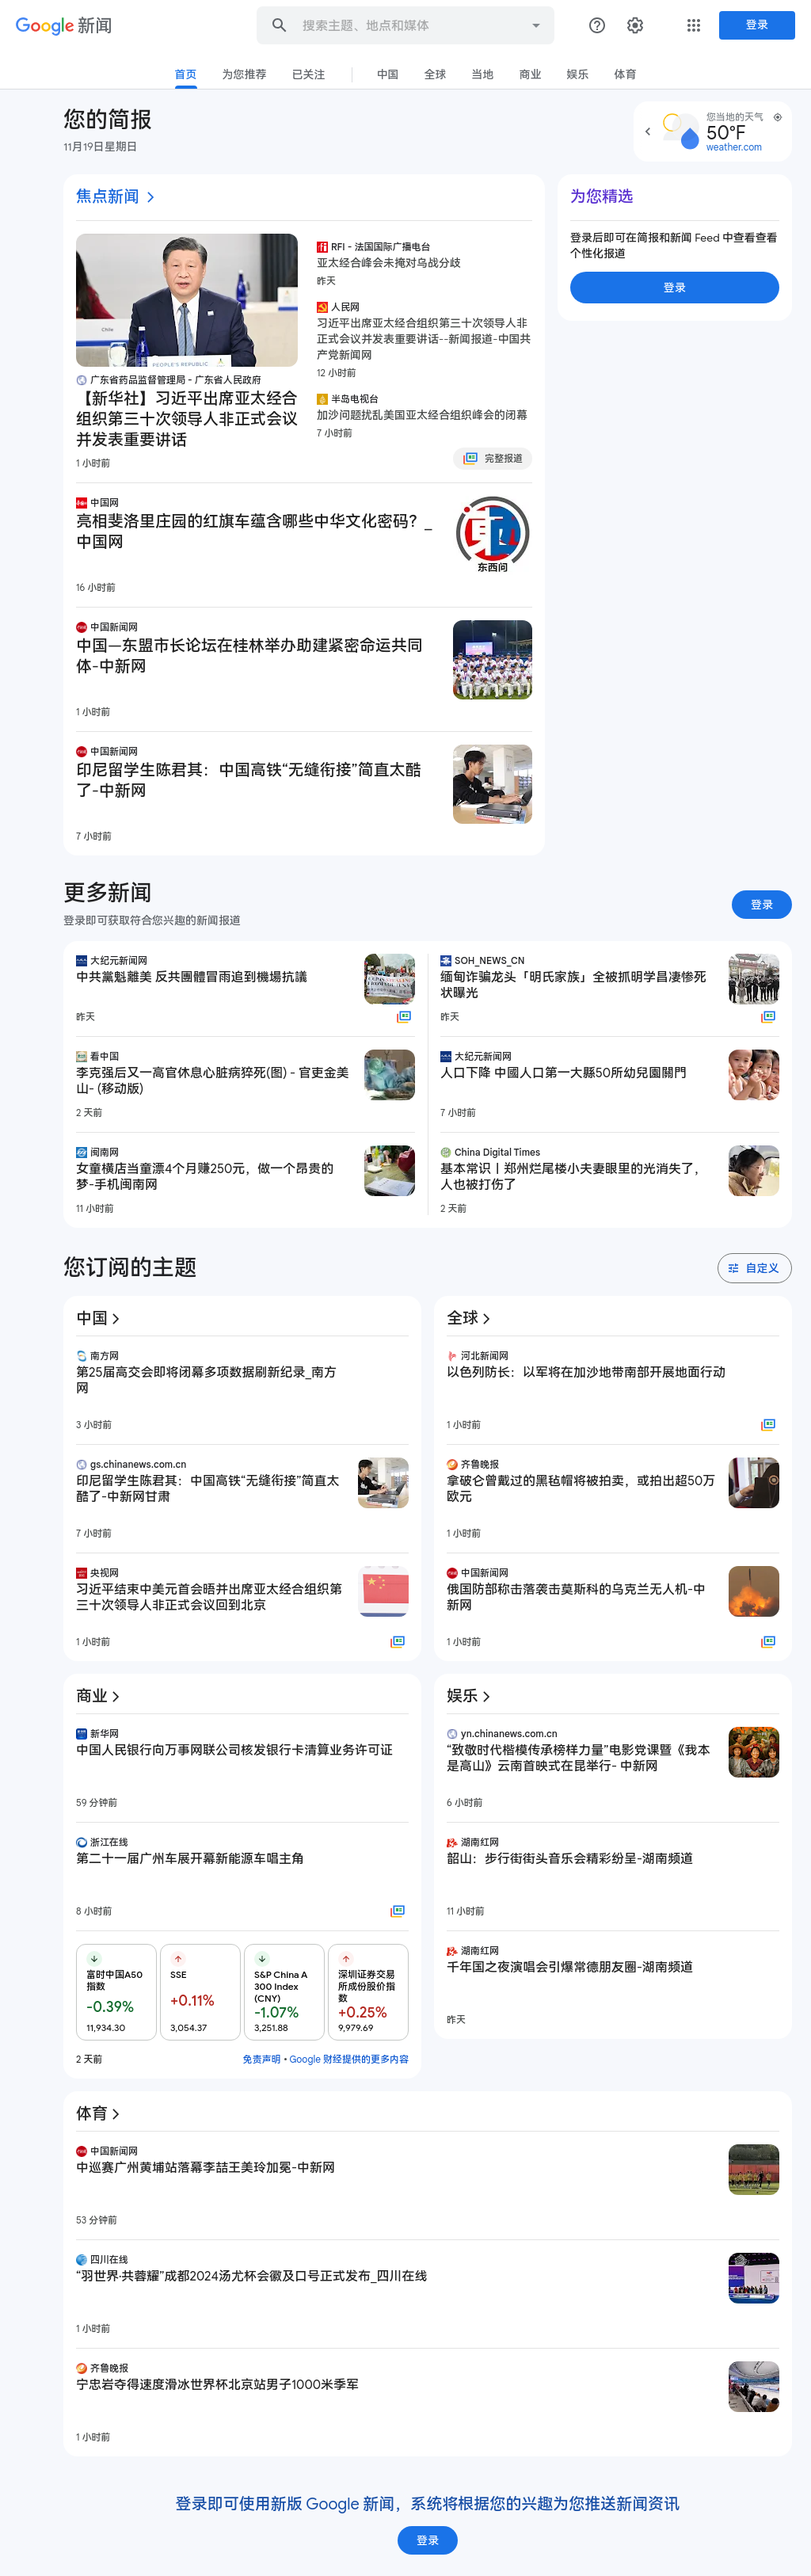 Google 新闻
搜索主题、地点和媒体
登录
首页 为您推荐 已关注 中国 全球 当地 商业 娱乐 体育
您的简报
11月19日星期日
您当地的天气
50°F
weather.com
焦点新闻
Chile
PEOPLE'S REPUBLIC
广东省药品监督管理局 - 广东省人民政府
【新华社】习近平出席亚太经合
组织第三十次领导人非正式会议
并发表重要讲话
1 小时前
RFI - 法国国际广播电台
亚太经合峰会未掩对乌战分歧
昨天
人民网
习近平出席亚太经合组织第三十次领导人非
正式会议并发表重要讲话--新闻报道-中国共
产党新闻网
12 小时前
半岛电视台
加沙问题扰乱美国亚太经合组织峰会的闭幕
7 小时前
完整报道
中国网
亮相斐洛里庄园的红旗车蕴含哪些中华文化密码？_
中国网
16 小时前
东西问
中国新闻网
中国—东盟市长论坛在桂林举办助建紧密命运共同
体-中新网
1 小时前
中国新闻网
印尼留学生陈君其：中国高铁“无缝衔接”简直太酷
了-中新网
7 小时前
为您精选
登录后即可在简报和新闻 Feed 中查看查看
个性化报道
登录
更多新闻
登录即可获取符合您兴趣的新闻报道
登录
大纪元新闻网
中共黨魁離美 反共團體冒雨追到機場抗議
昨天
看中国
李克强后又一高官休息心脏病猝死(图) - 官吏金美
山- (移动版)
2 天前
闽南网
女童横店当童漂4个月赚250元，做一个昂贵的
梦-手机闽南网
11 小时前
SOH_NEWS_CN
缅甸诈骗龙头「明氏家族」全被抓明学昌凄惨死
状曝光
昨天
大纪元新闻网
人口下降 中國人口第一大縣50所幼兒園關門
7 小时前
China Digital Times
基本常识丨郑州烂尾楼小夫妻眼里的光消失了，
人也被打伤了
2 天前
您订阅的主题
自定义
中国
南方网
第25届高交会即将闭幕多项数据刷新纪录_南方
网
3 小时前
gs.chinanews.com.cn
印尼留学生陈君其：中国高铁“无缝衔接”简直太
酷了-中新网甘肃
7 小时前
央视网
习近平结束中美元首会晤并出席亚太经合组织第
三十次领导人非正式会议回到北京
1 小时前
全球
河北新闻网
以色列防长：以军将在加沙地带南部开展地面行动
1 小时前
齐鲁晚报
拿破仑曾戴过的黑毡帽将被拍卖，或拍出超50万
欧元
1 小时前
中国新闻网
俄国防部称击落袭击莫斯科的乌克兰无人机-中
新网
1 小时前
商业
新华网
中国人民银行向万事网联公司核发银行卡清算业务许可证
59 分钟前
浙江在线
第二十一届广州车展开幕新能源车唱主角
8 小时前
富时中国A50
指数
-0.39%
11,934.30
SSE
+0.11%
3,054.37
S&P China A
300 Index
(CNY)
-1.07%
3,251.88
深圳证券交易
所成份股价指
数
+0.25%
9,979.69
2 天前
免责声明 • Google 财经提供的更多内容
娱乐
yn.chinanews.com.cn
“致敬时代楷模传承榜样力量”电影党课暨《我本
是高山》云南首映式在昆举行- 中新网
6 小时前
湖南红网
韶山：步行街街头音乐会精彩纷呈-湖南频道
11 小时前
湖南红网
千年国之夜演唱会引爆常德朋友圈-湖南频道
昨天
体育
中国新闻网
中巡赛广州黄埔站落幕李喆王美玲加冕-中新网
53 分钟前
四川在线
“羽世界·共蓉耀”成都2024汤尤杯会徽及口号正式发布_四川在线
1 小时前
齐鲁晚报
宁忠岩夺得速度滑冰世界杯北京站男子1000米季军
1 小时前
登录即可使用新版 Google 新闻，系统将根据您的兴趣为您推送新闻资讯
登录